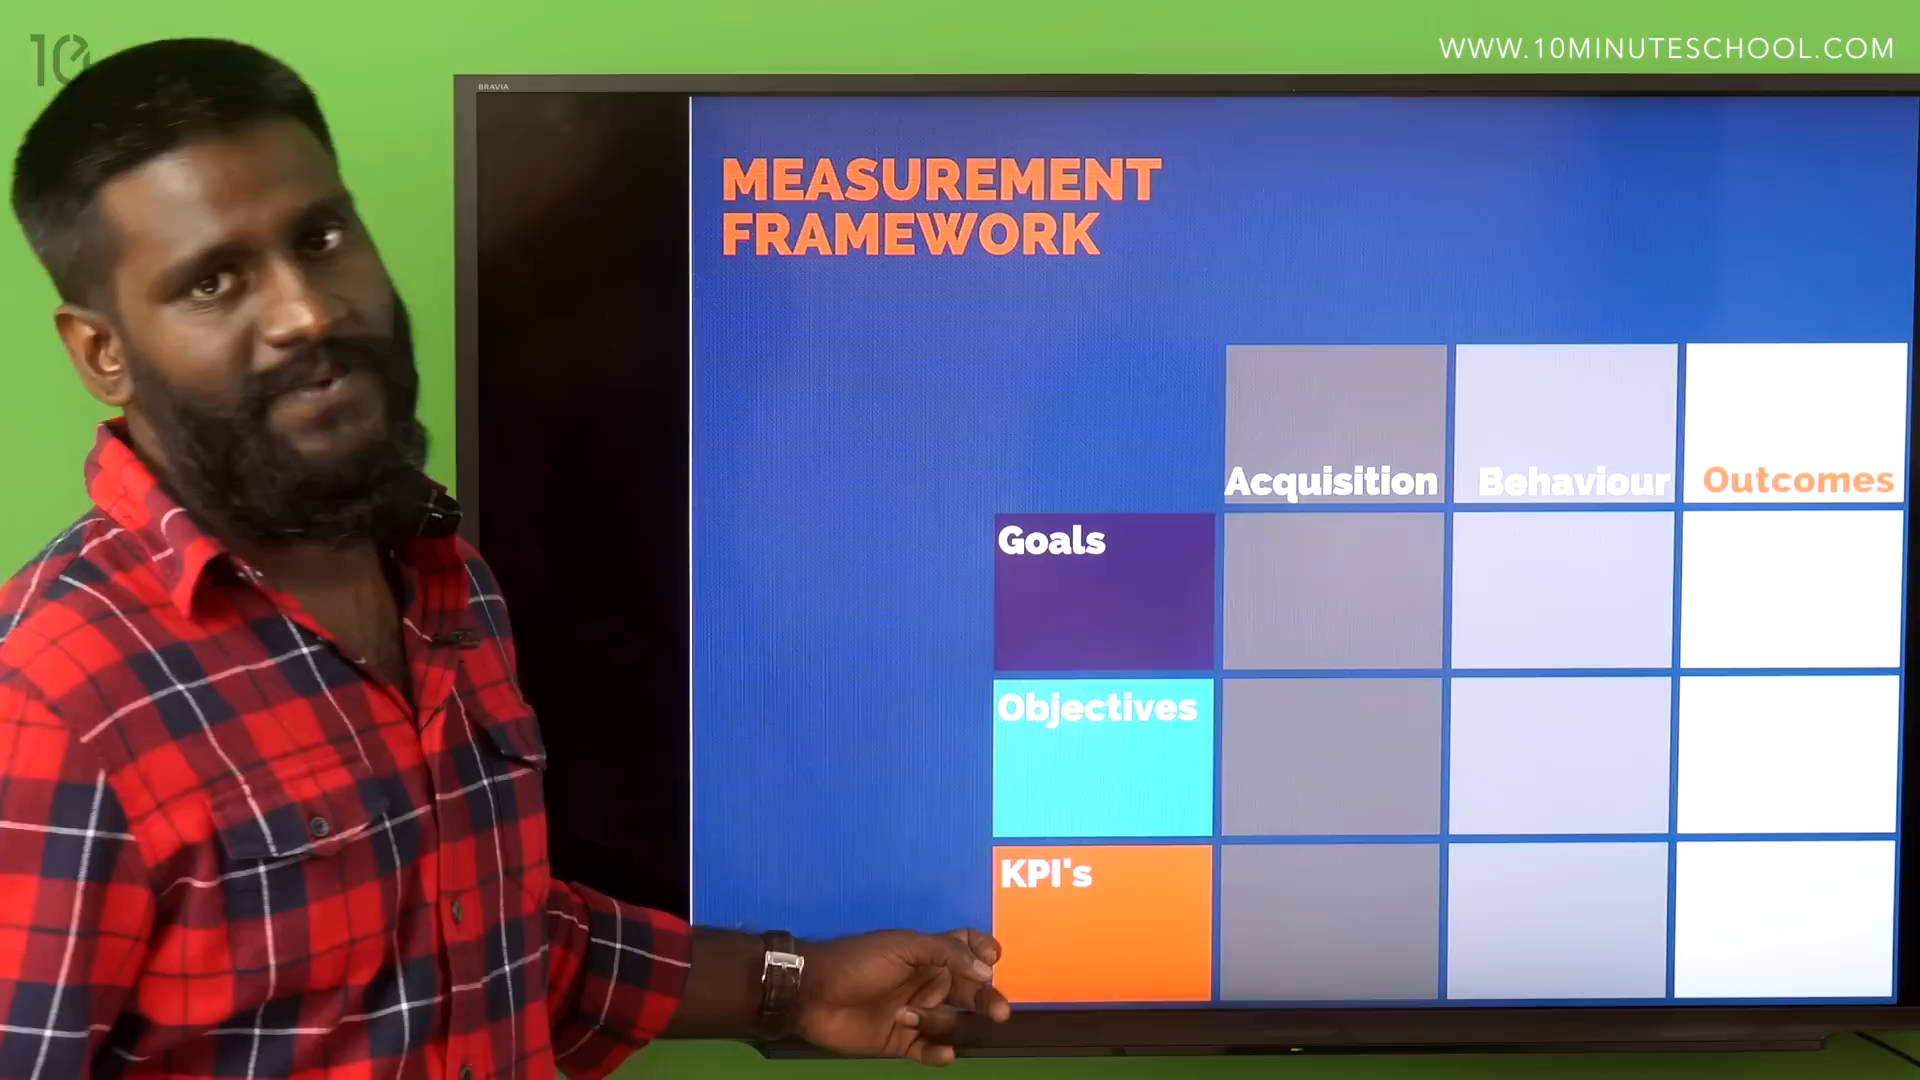 10
WWW.10MINUTESCHOOL.COM
BRAVIA
MEASUREMENT
FRAMEWORK
Acquisition Behaviour Outcomes
Goals
Objectives
KPI's